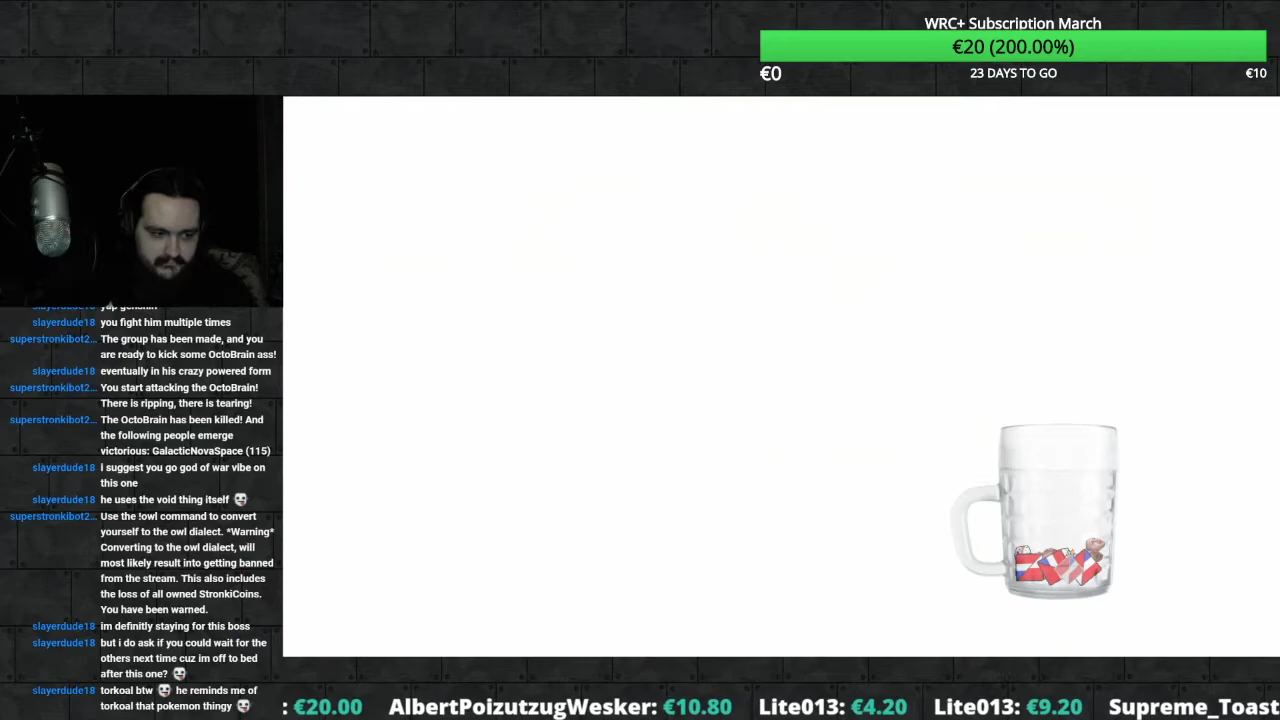 WRC+ Subscription March
€20 (200.00%)
€0
23 DAYS TO GO
€10
slayerdude18 yap genshin
slayerdude18 you fight him multiple times
superstronkibot2... The group has been made, and you
are ready to kick some OctoBrain ass!
slayerdude18 eventually in his crazy powered form
superstronkibot2... You start attacking the OctoBrain!
There is ripping, there is tearing!
superstronkibot2... The OctoBrain has been killed! And
the following people emerge
victorious: GalacticNovaSpace (115)
slayerdude18 i suggest you go god of war vibe on
this one
slayerdude18 he uses the void thing itself
superstronkibot2... Use the !owl command to convert
yourself to the owl dialect. *Warning*
Converting to the owl dialect, will
most likely result into getting banned
from the stream. This also includes
the loss of all owned StronkiCoins.
You have been warned.
slayerdude18 im definitly staying for this boss
slayerdude18 but i do ask if you could wait for the
others next time cuz im off to bed
after this one?
slayerdude18 torkoal btw he reminds me of
torkoal that pokemon thingy
: €20.00 AlbertPoizutzugWesker: €10.80 Lite013: €4.20 Lite013: €9.20 Supreme_Toast